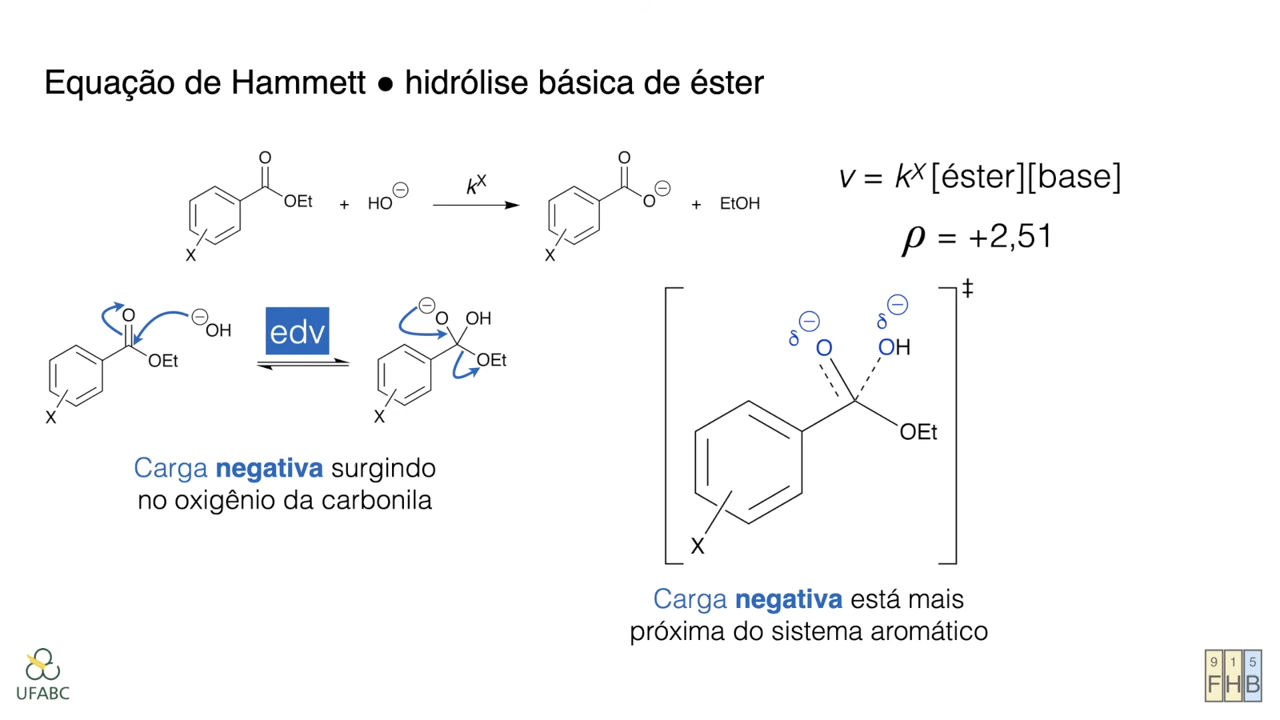 Equação de Hammett ● hidrólise básica de éster
O
OEt
X
+ HO ⊖
kX
O
O ⊖
X
+ EtOH
v = kX [éster][base]
ρ = +2,51
O
⊖ OH
OEt
X
edv
⊖
O OH
OEt
X
Carga negativa surgindo
no oxigênio da carbonila
‡
δ ⊖ δ ⊖
O OH
OEt
X
Carga negativa está mais
próxima do sistema aromático
UFABC
9 1 5
F H B